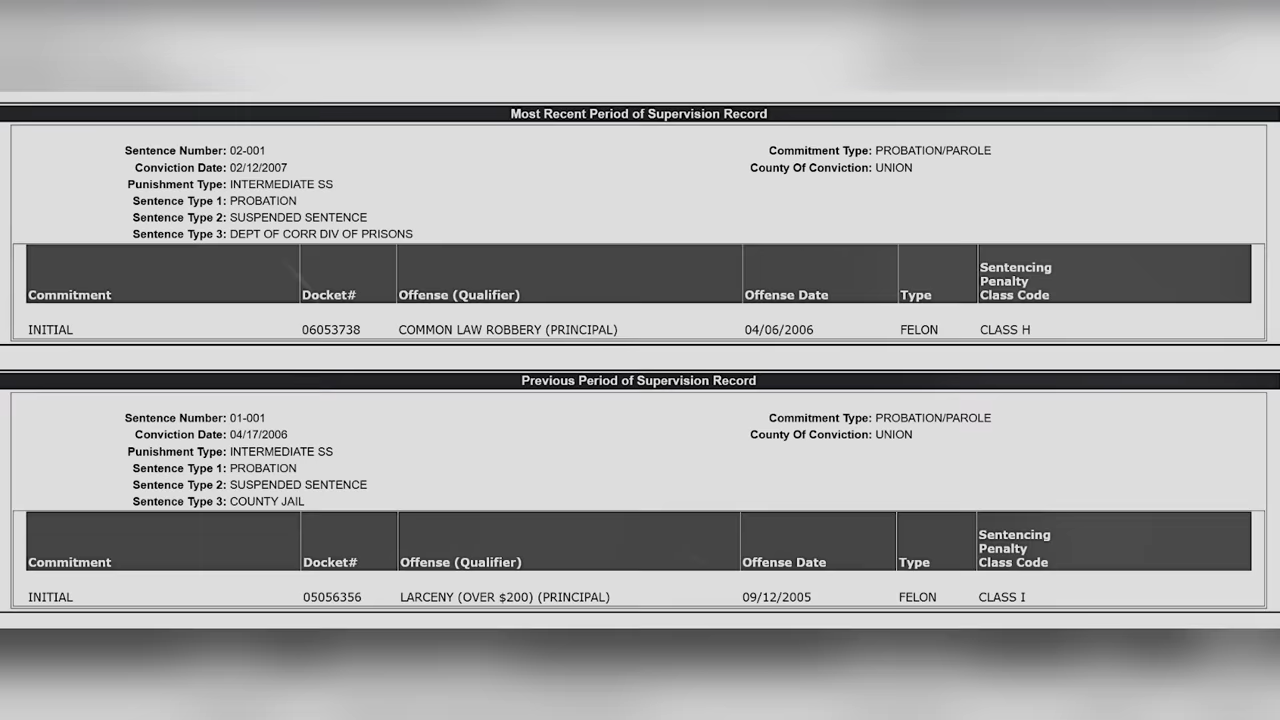 Most Recent Period of Supervision Record
Sentence Number: 02-001 Commitment Type: PROBATION/PAROLE
Conviction Date: 02/12/2007 County Of Conviction: UNION
Punishment Type: INTERMEDIATE SS
Sentence Type 1: PROBATION
Sentence Type 2: SUSPENDED SENTENCE
Sentence Type 3: DEPT OF CORR DIV OF PRISONS
Sentencing
Penalty
Commitment Docket# Offense (Qualifier) Offense Date Type Class Code
INITIAL 06053738 COMMON LAW ROBBERY (PRINCIPAL) 04/06/2006 FELON CLASS H
Previous Period of Supervision Record
Sentence Number: 01-001 Commitment Type: PROBATION/PAROLE
Conviction Date: 04/17/2006 County Of Conviction: UNION
Punishment Type: INTERMEDIATE SS
Sentence Type 1: PROBATION
Sentence Type 2: SUSPENDED SENTENCE
Sentence Type 3: COUNTY JAIL
Sentencing
Penalty
Commitment Docket# Offense (Qualifier) Offense Date Type Class Code
INITIAL 05056356 LARCENY (OVER $200) (PRINCIPAL) 09/12/2005 FELON CLASS I